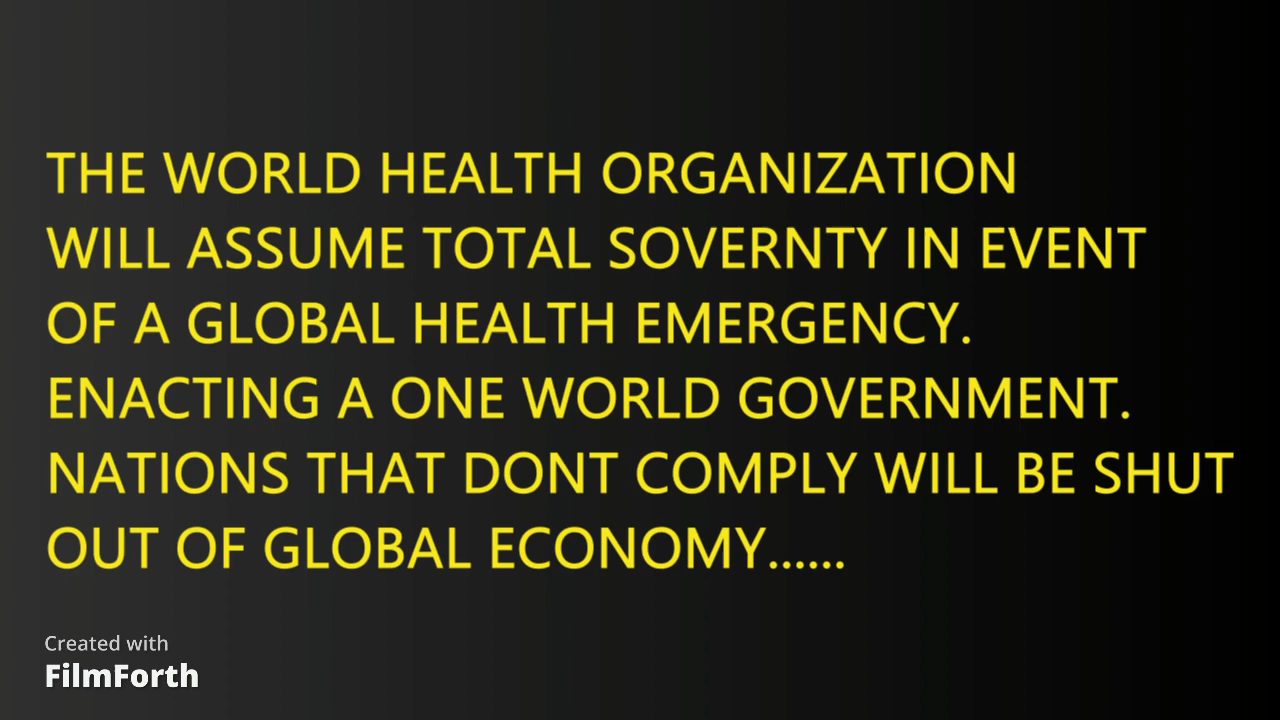 THE WORLD HEALTH ORGANIZATION
WILL ASSUME TOTAL SOVERNTY IN EVENT
OF A GLOBAL HEALTH EMERGENCY.
ENACTING A ONE WORLD GOVERNMENT.
NATIONS THAT DONT COMPLY WILL BE SHUT
OUT OF GLOBAL ECONOMY......
Created with
FilmForth